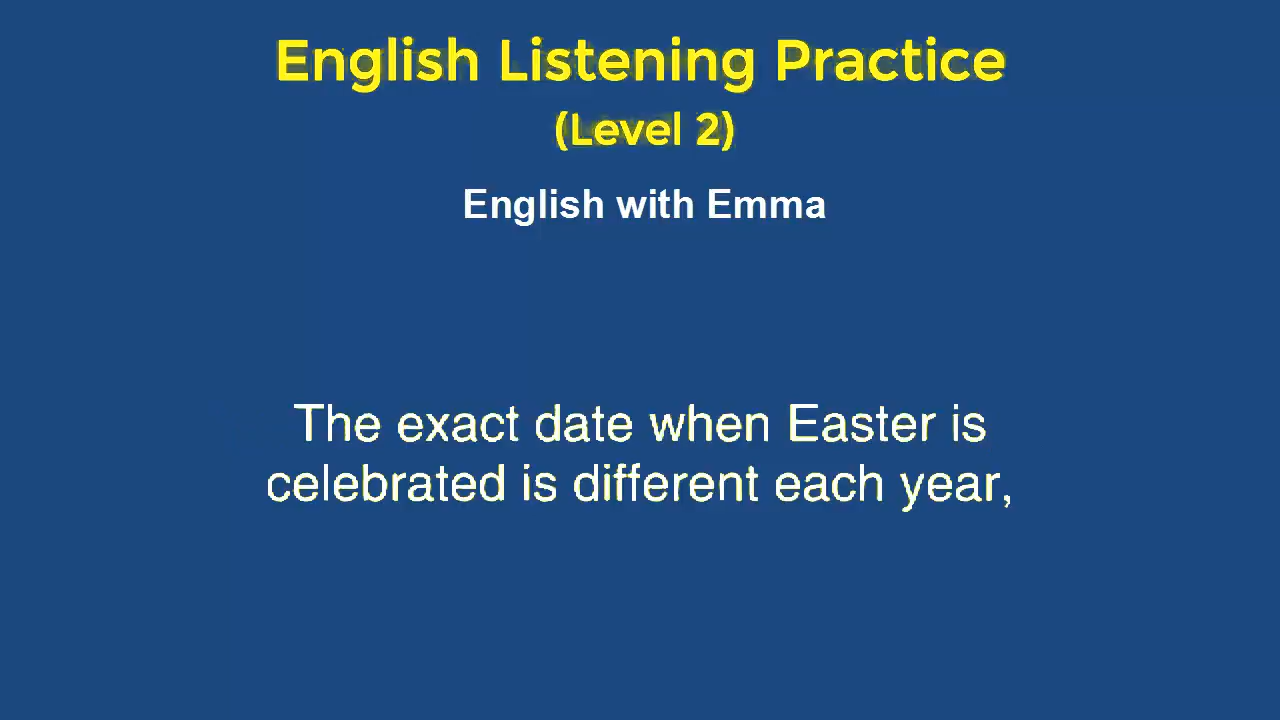 English Listening Practice
(Level 2)
English with Emma
The exact date when Easter is
celebrated is different each year,